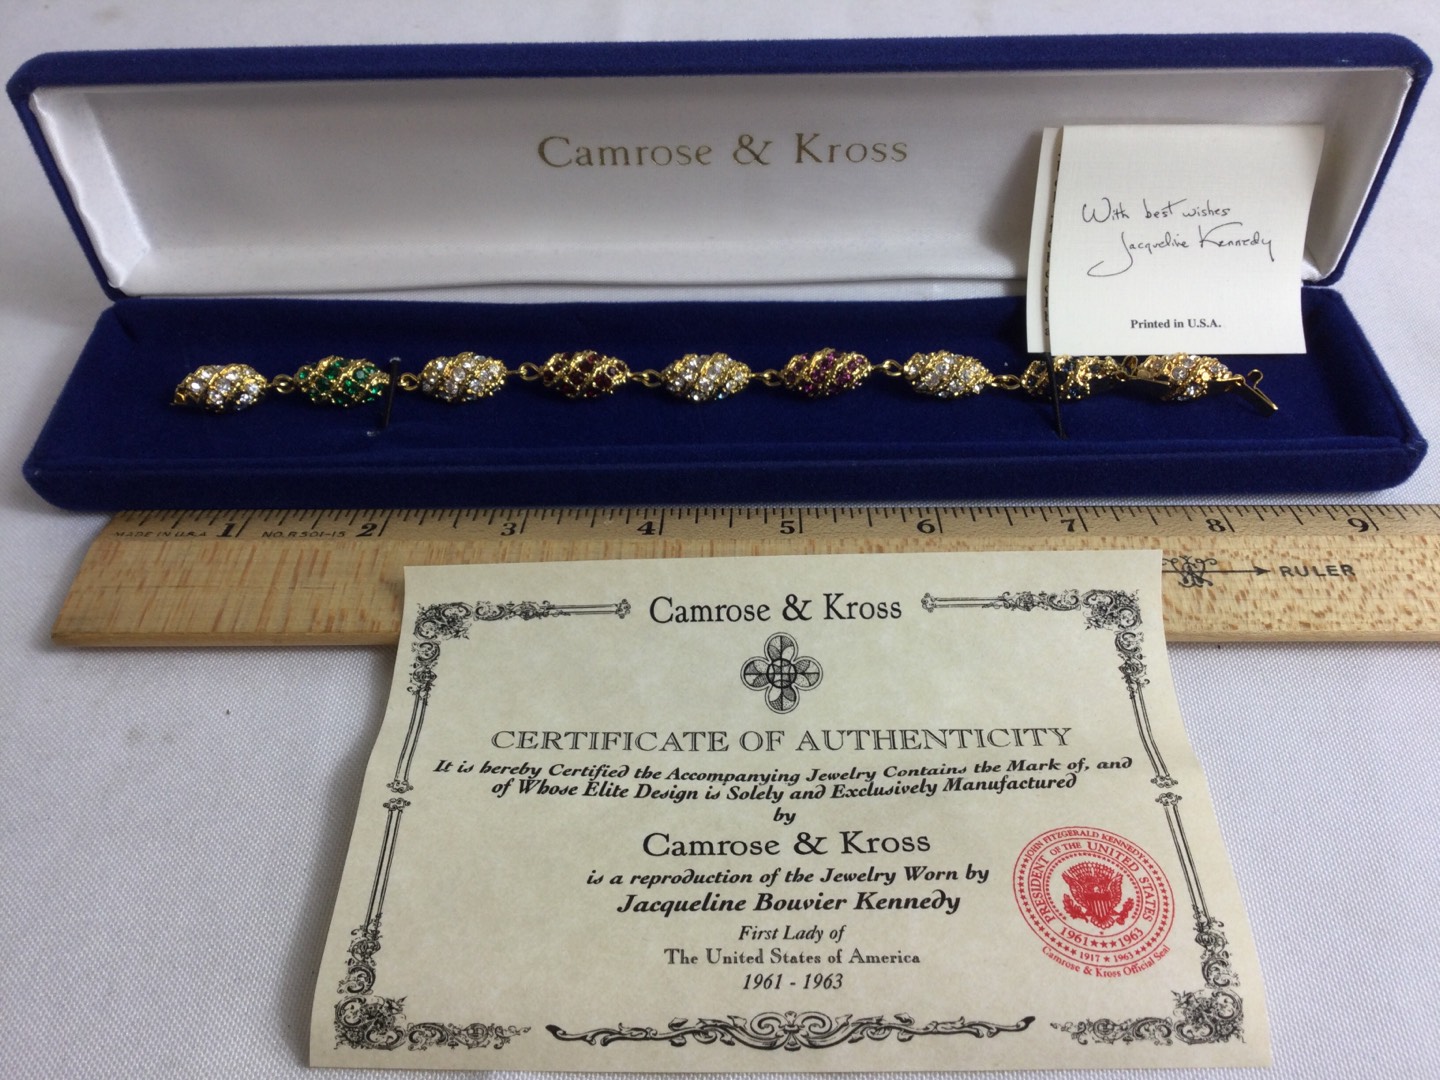 Camrose & Kross
With best wishes
Jacqueline Kennedy
Printed in U.S.A.
1 2 3 4 5 6 7 8 9
MADE IN U.S.A NO. R501-15
RULER
Camrose & Kross
CERTIFICATE OF AUTHENTICITY
It is hereby Certified the Accompanying Jewelry Contains the Mark of, and
of Whose Elite Design is Solely and Exclusively Manufactured
by
Camrose & Kross
is a reproduction of the Jewelry Worn by
Jacqueline Bouvier Kennedy
First Lady of
The United States of America
1961 - 1963
JOHN FITZGERALD KENNEDY
PRESIDENT OF THE UNITED STATES
1961★★★1963
1917 ★ 1963
Camrose & Kross Official Seal